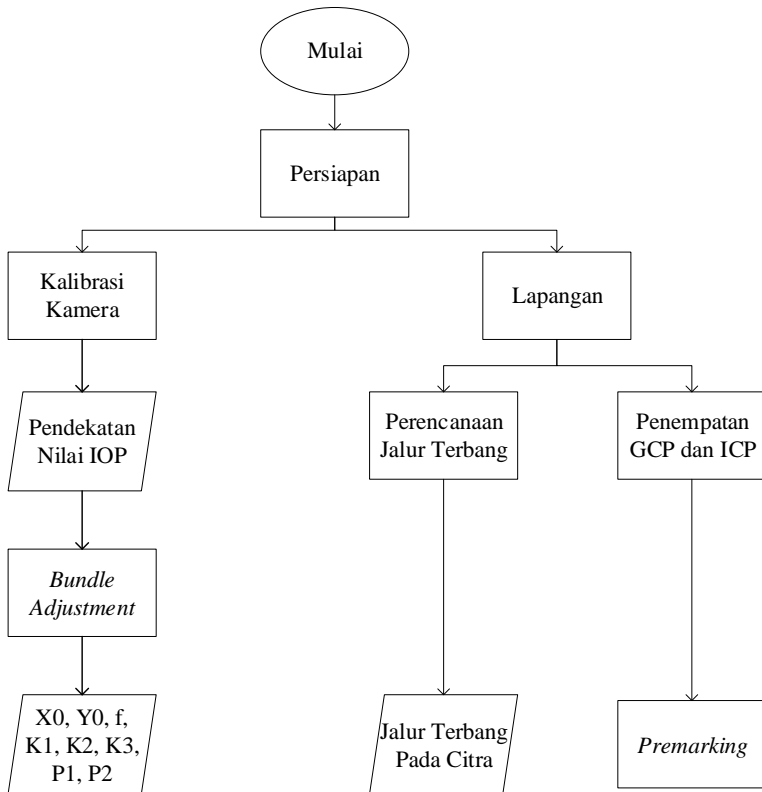 Mulai
Persiapan
Kalibrasi
Kamera
Lapangan
Pendekatan
Nilai IOP
Perencanaan
Jalur Terbang
Penempatan
GCP dan ICP
Bundle
Adjustment
X0, Y0, f,
K1, K2, K3,
P1, P2
Jalur Terbang
Pada Citra
Premarking